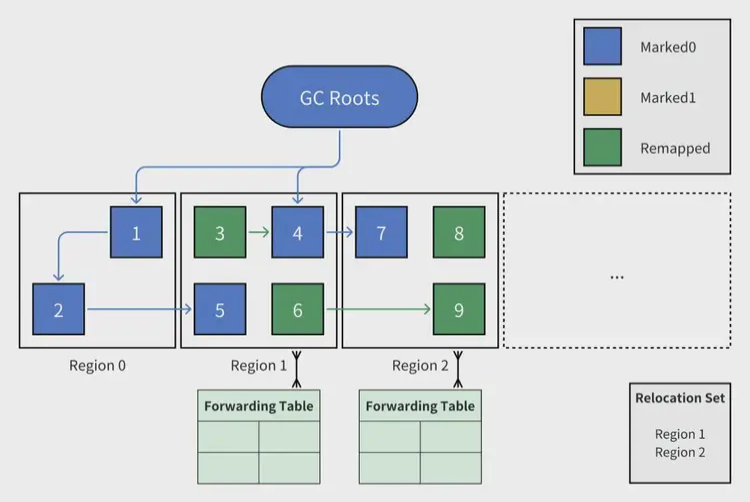 Marked0
Marked1
Remapped
GC Roots
1
3
4
7
8
2
5
6
9
...
Region 0
Region 1
Region 2
Forwarding Table
Forwarding Table
Relocation Set
Region 1
Region 2